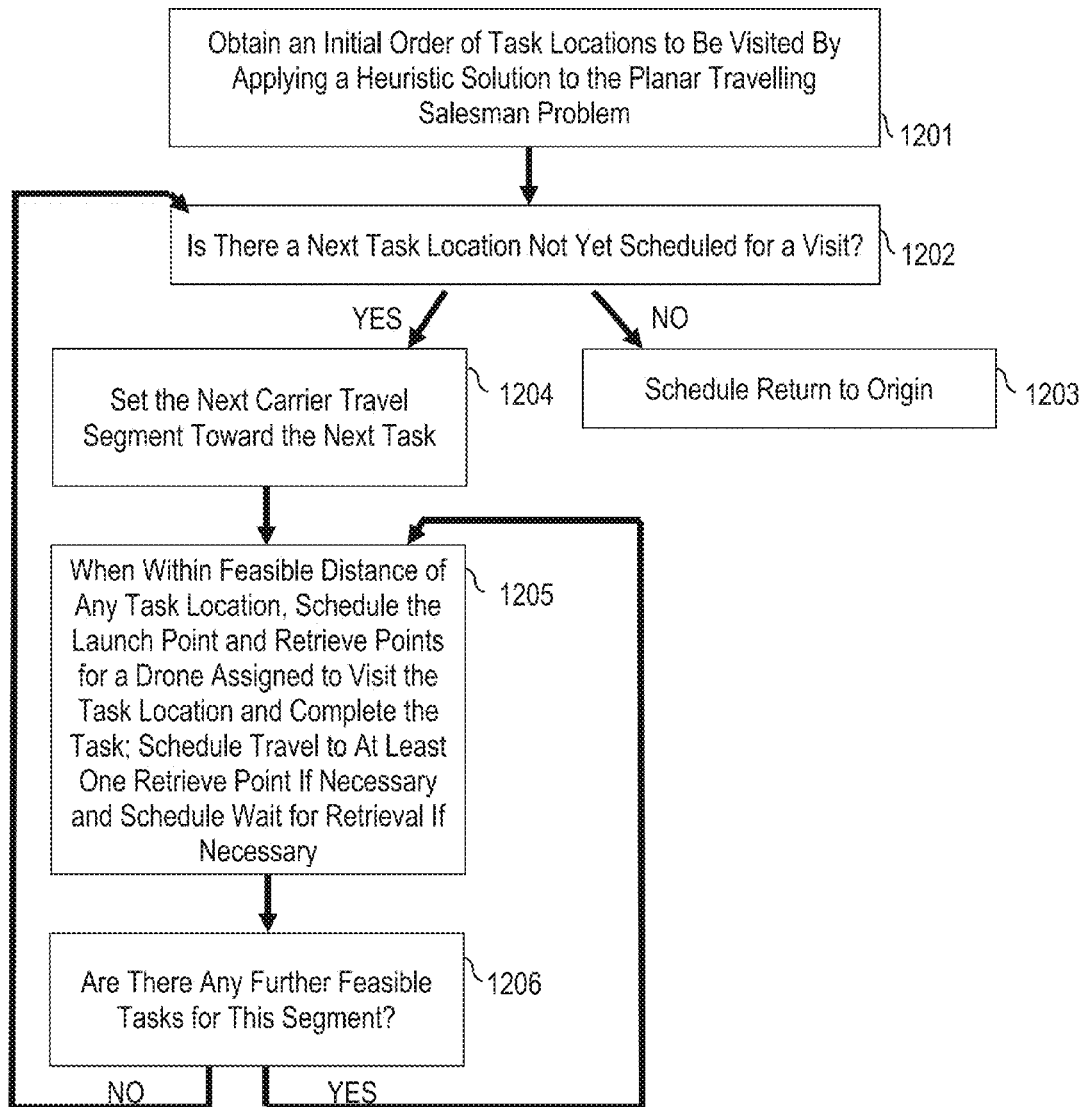 Obtain an Initial Order of Task Locations to Be Visited By
Applying a Heuristic Solution to the Planar Travelling
Salesman Problem
1201
Is There a Next Task Location Not Yet Scheduled for a Visit?
1202
YES
NO
Set the Next Carrier Travel
Segment Toward the Next Task
1204
Schedule Return to Origin
1203
When Within Feasible Distance of
Any Task Location, Schedule the
Launch Point and Retrieve Points
for a Drone Assigned to Visit the
Task Location and Complete the
Task; Schedule Travel to At Least
One Retrieve Point If Necessary
and Schedule Wait for Retrieval If
Necessary
1205
Are There Any Further Feasible
Tasks for This Segment?
1206
NO
YES